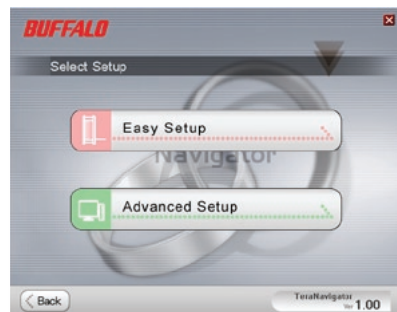 BUFFALO
Select Setup
Easy Setup
Navigator
Advanced Setup
< Back
TeraNavigator
Ver 1.00